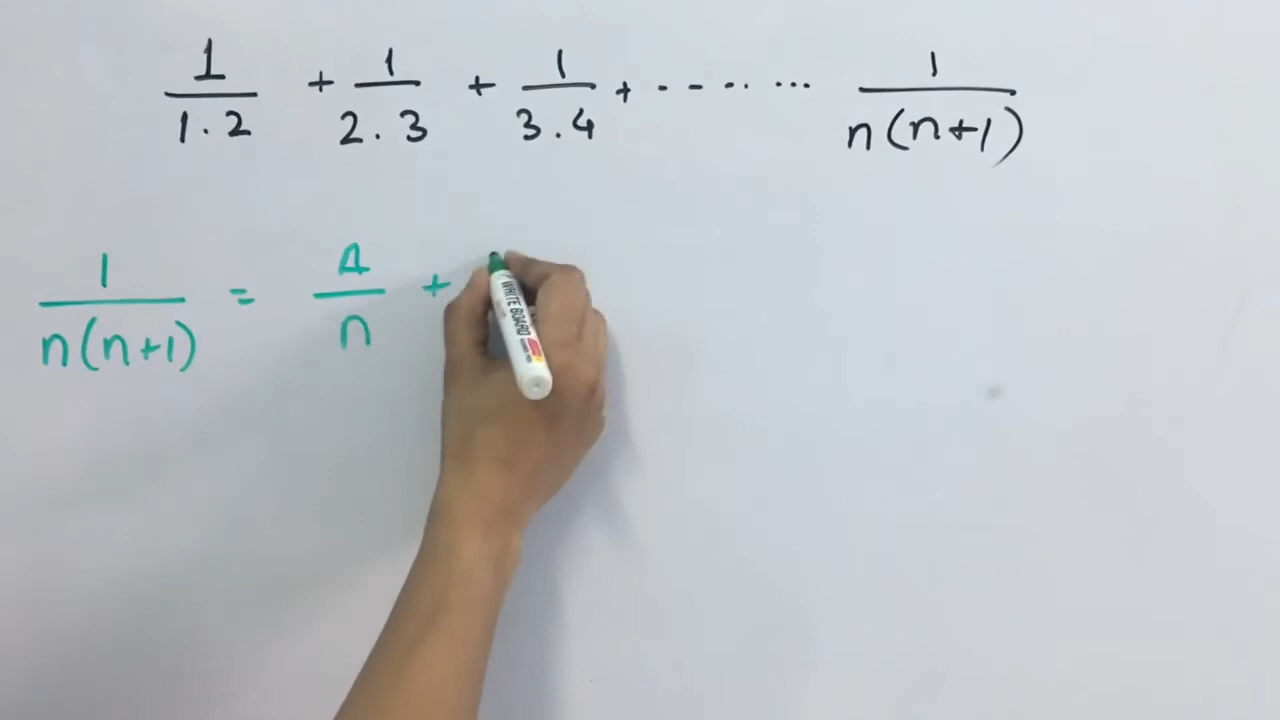 1/1.2 + 1/2.3 + 1/3.4 + - - -. ... 1/n(n+1)
1/n(n+1) = A/n +
WHITE BOARD